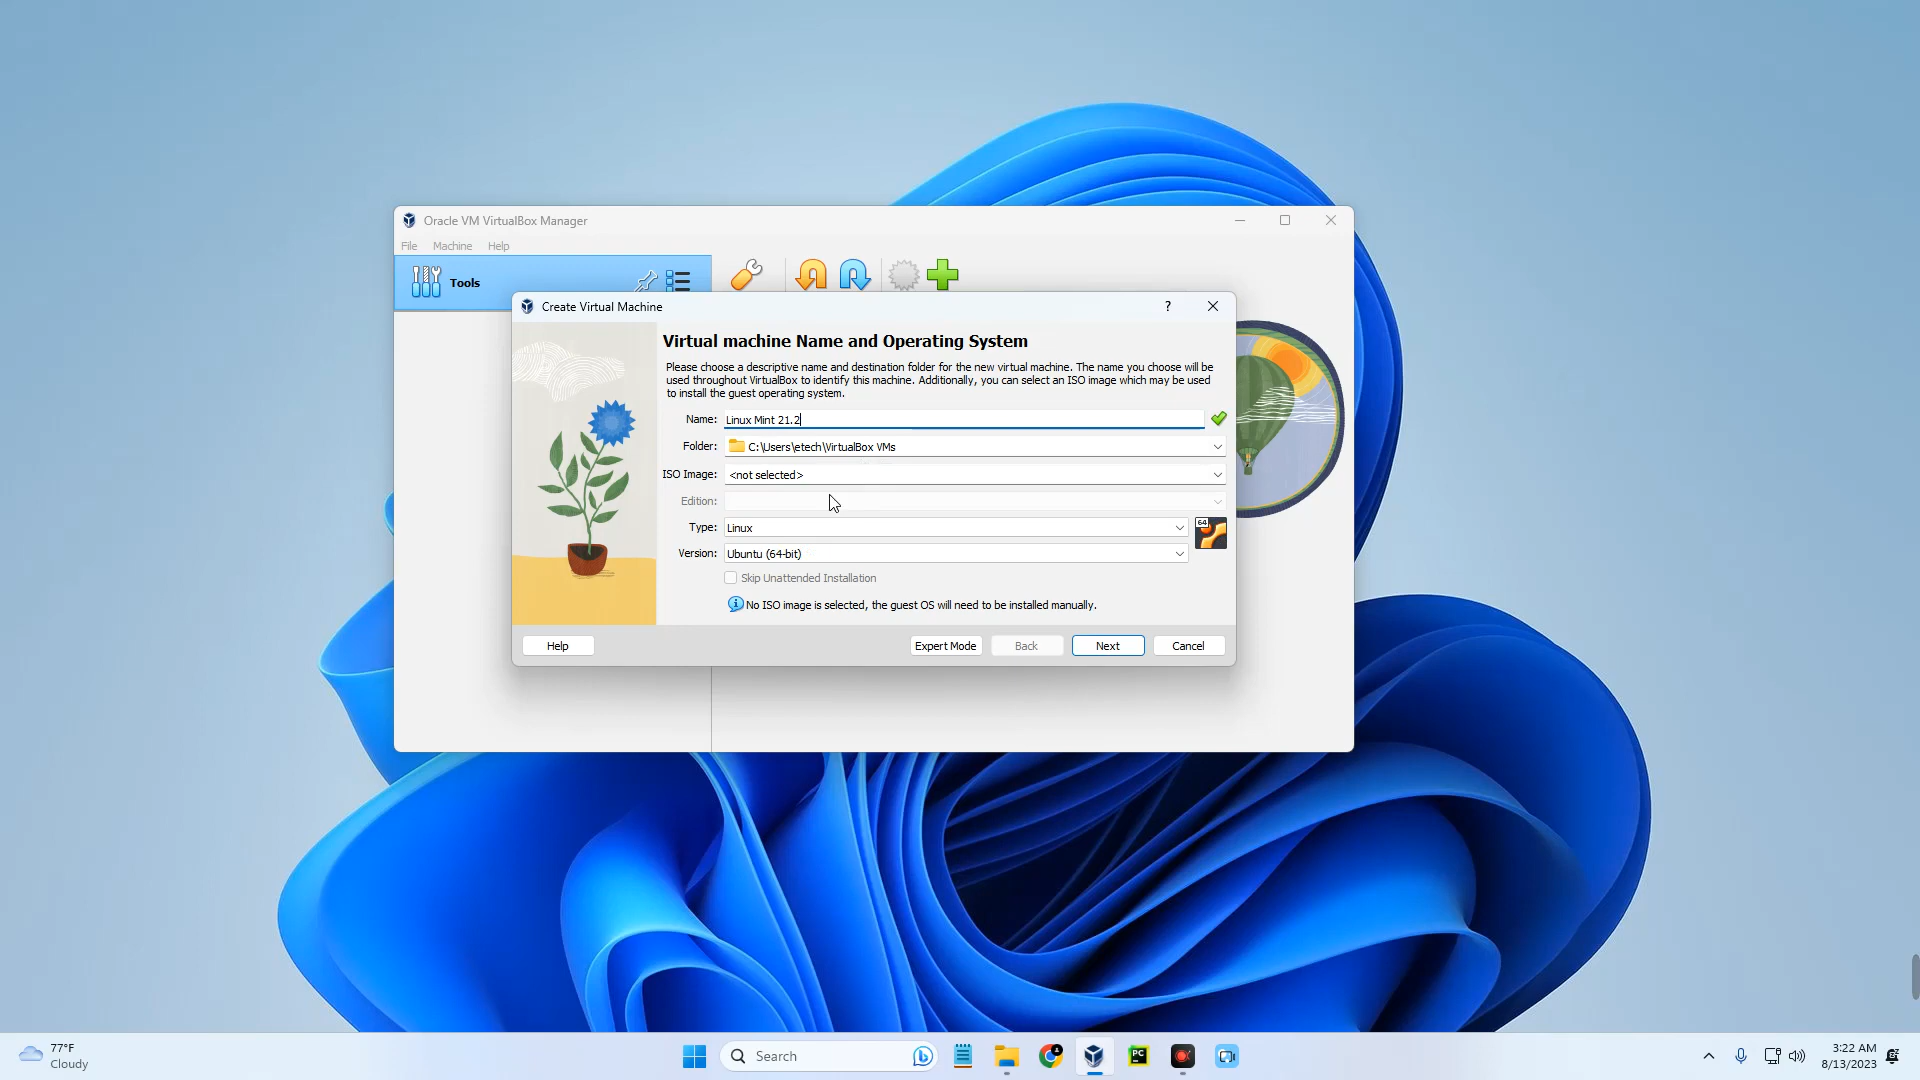 Oracle VM VirtualBox Manager
File Machine Help
Tools
Create Virtual Machine
?
Virtual machine Name and Operating System
Please choose a descriptive name and destination folder for the new virtual machine. The name you choose will be
used throughout VirtualBox to identify this machine. Additionally, you can select an ISO image which may be used
to install the guest operating system.
Name: Linux Mint 21.2
Folder: C:\Users\etech\VirtualBox VMs
ISO Image: <not selected>
Edition:
Type: Linux
64
Version: Ubuntu (64-bit)
Skip Unattended Installation
No ISO image is selected, the guest OS will need to be installed manually.
Help Expert Mode Back Next Cancel
77°F
Cloudy
Search
PC
3:22 AM
8/13/2023